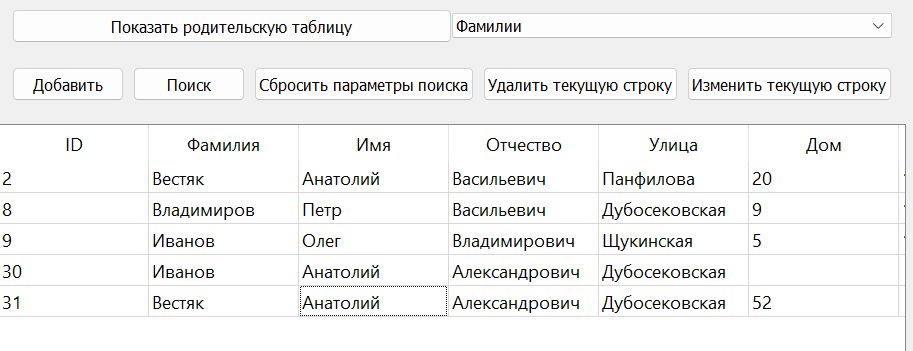 Показать родительскую таблицу Фамилии
Добавить Поиск Сбросить параметры поиска Удалить текущую строку Изменить текущую строку
ID Фамилия Имя Отчество Улица Дом
2 Вестяк Анатолий Васильевич Панфилова 20
8 Владимиров Петр Васильевич Дубосековская 9
9 Иванов Олег Владимирович Щукинская 5
30 Иванов Анатолий Александрович Дубосековская
31 Вестяк Анатолий Александрович Дубосековская 52